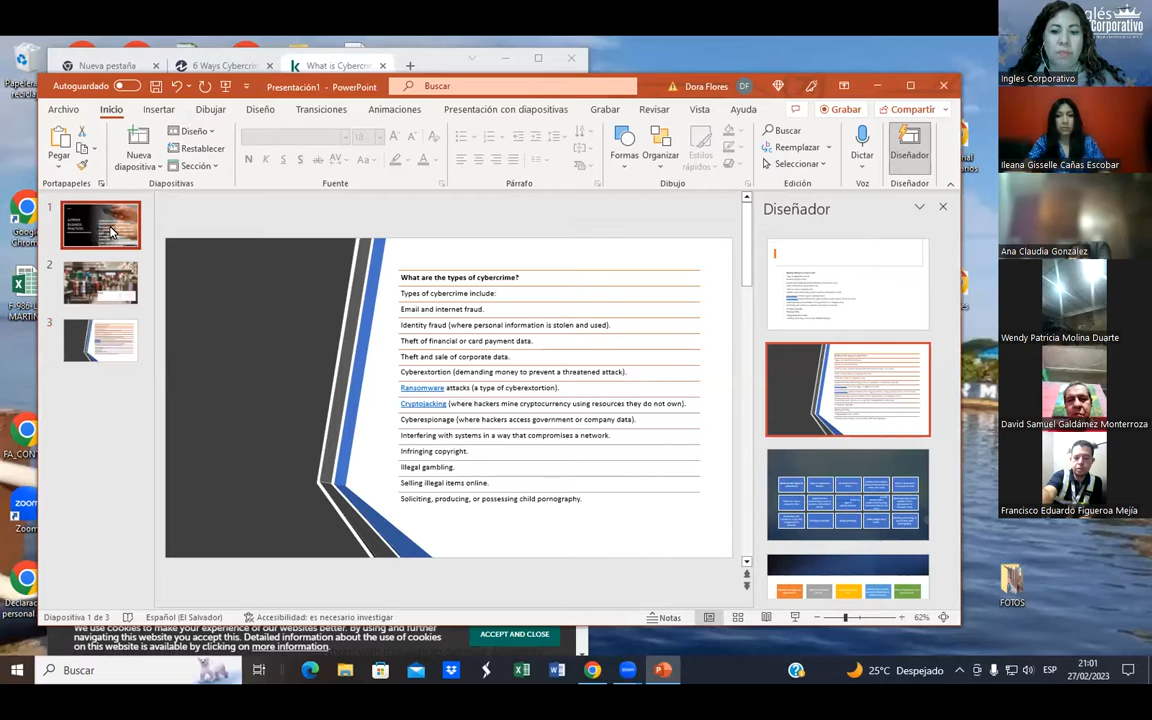 Inglés
Corporativo
Ingles Corporativo
Ileana Gisselle Cañas Escobar
Ana Claudia González
Wendy Patricia Molina Duarte
David Samuel Galdámez Monterroza
Francisco Eduardo Figueroa Mejía
Nueva pestaña
6 Ways Cybercrim
What is Cybercri
Autoguardado
Presentación1 - PowerPoint
Buscar
Dora Flores
DF
Archivo
Inicio
Insertar
Dibujar
Diseño
Transiciones
Animaciones
Presentación con diapositivas
Grabar
Revisar
Vista
Ayuda
Grabar
Compartir
Pegar
Nueva
diapositiva
Diseño
Restablecer
Sección
Formas
Organizar
Estilos
rápidos
Buscar
Reemplazar
Seleccionar
Dictar
Diseñador
Portapapeles
Diapositivas
Fuente
Párrafo
Dibujo
Edición
Voz
Diseñador
1
2
3
What are the types of cybercrime?
Types of cybercrime include:
Email and internet fraud.
Identity fraud (where personal information is stolen and used).
Theft of financial or card payment data.
Theft and sale of corporate data.
Cyberextortion (demanding money to prevent a threatened attack).
Ransomware attacks (a type of cyberextortion).
Cryptojacking (where hackers mine cryptocurrency using resources they do not own).
Cyberespionage (where hackers access government or company data).
Interfering with systems in a way that compromises a network.
Infringing copyright.
Illegal gambling.
Selling illegal items online.
Soliciting, producing, or possessing child pornography.
Diseñador
Diapositiva 1 de 3
Español (El Salvador)
Accesibilidad: es necesario investigar
Notas
62%
We use cookies to make your experience of our websites better. By using and further
navigating this website you accept this. Detailed information about the use of cookies
on this website is available by clicking on more information.
ACCEPT AND CLOSE
FOTOS
Buscar
25°C Despejado
ESP
21:01
27/02/2023